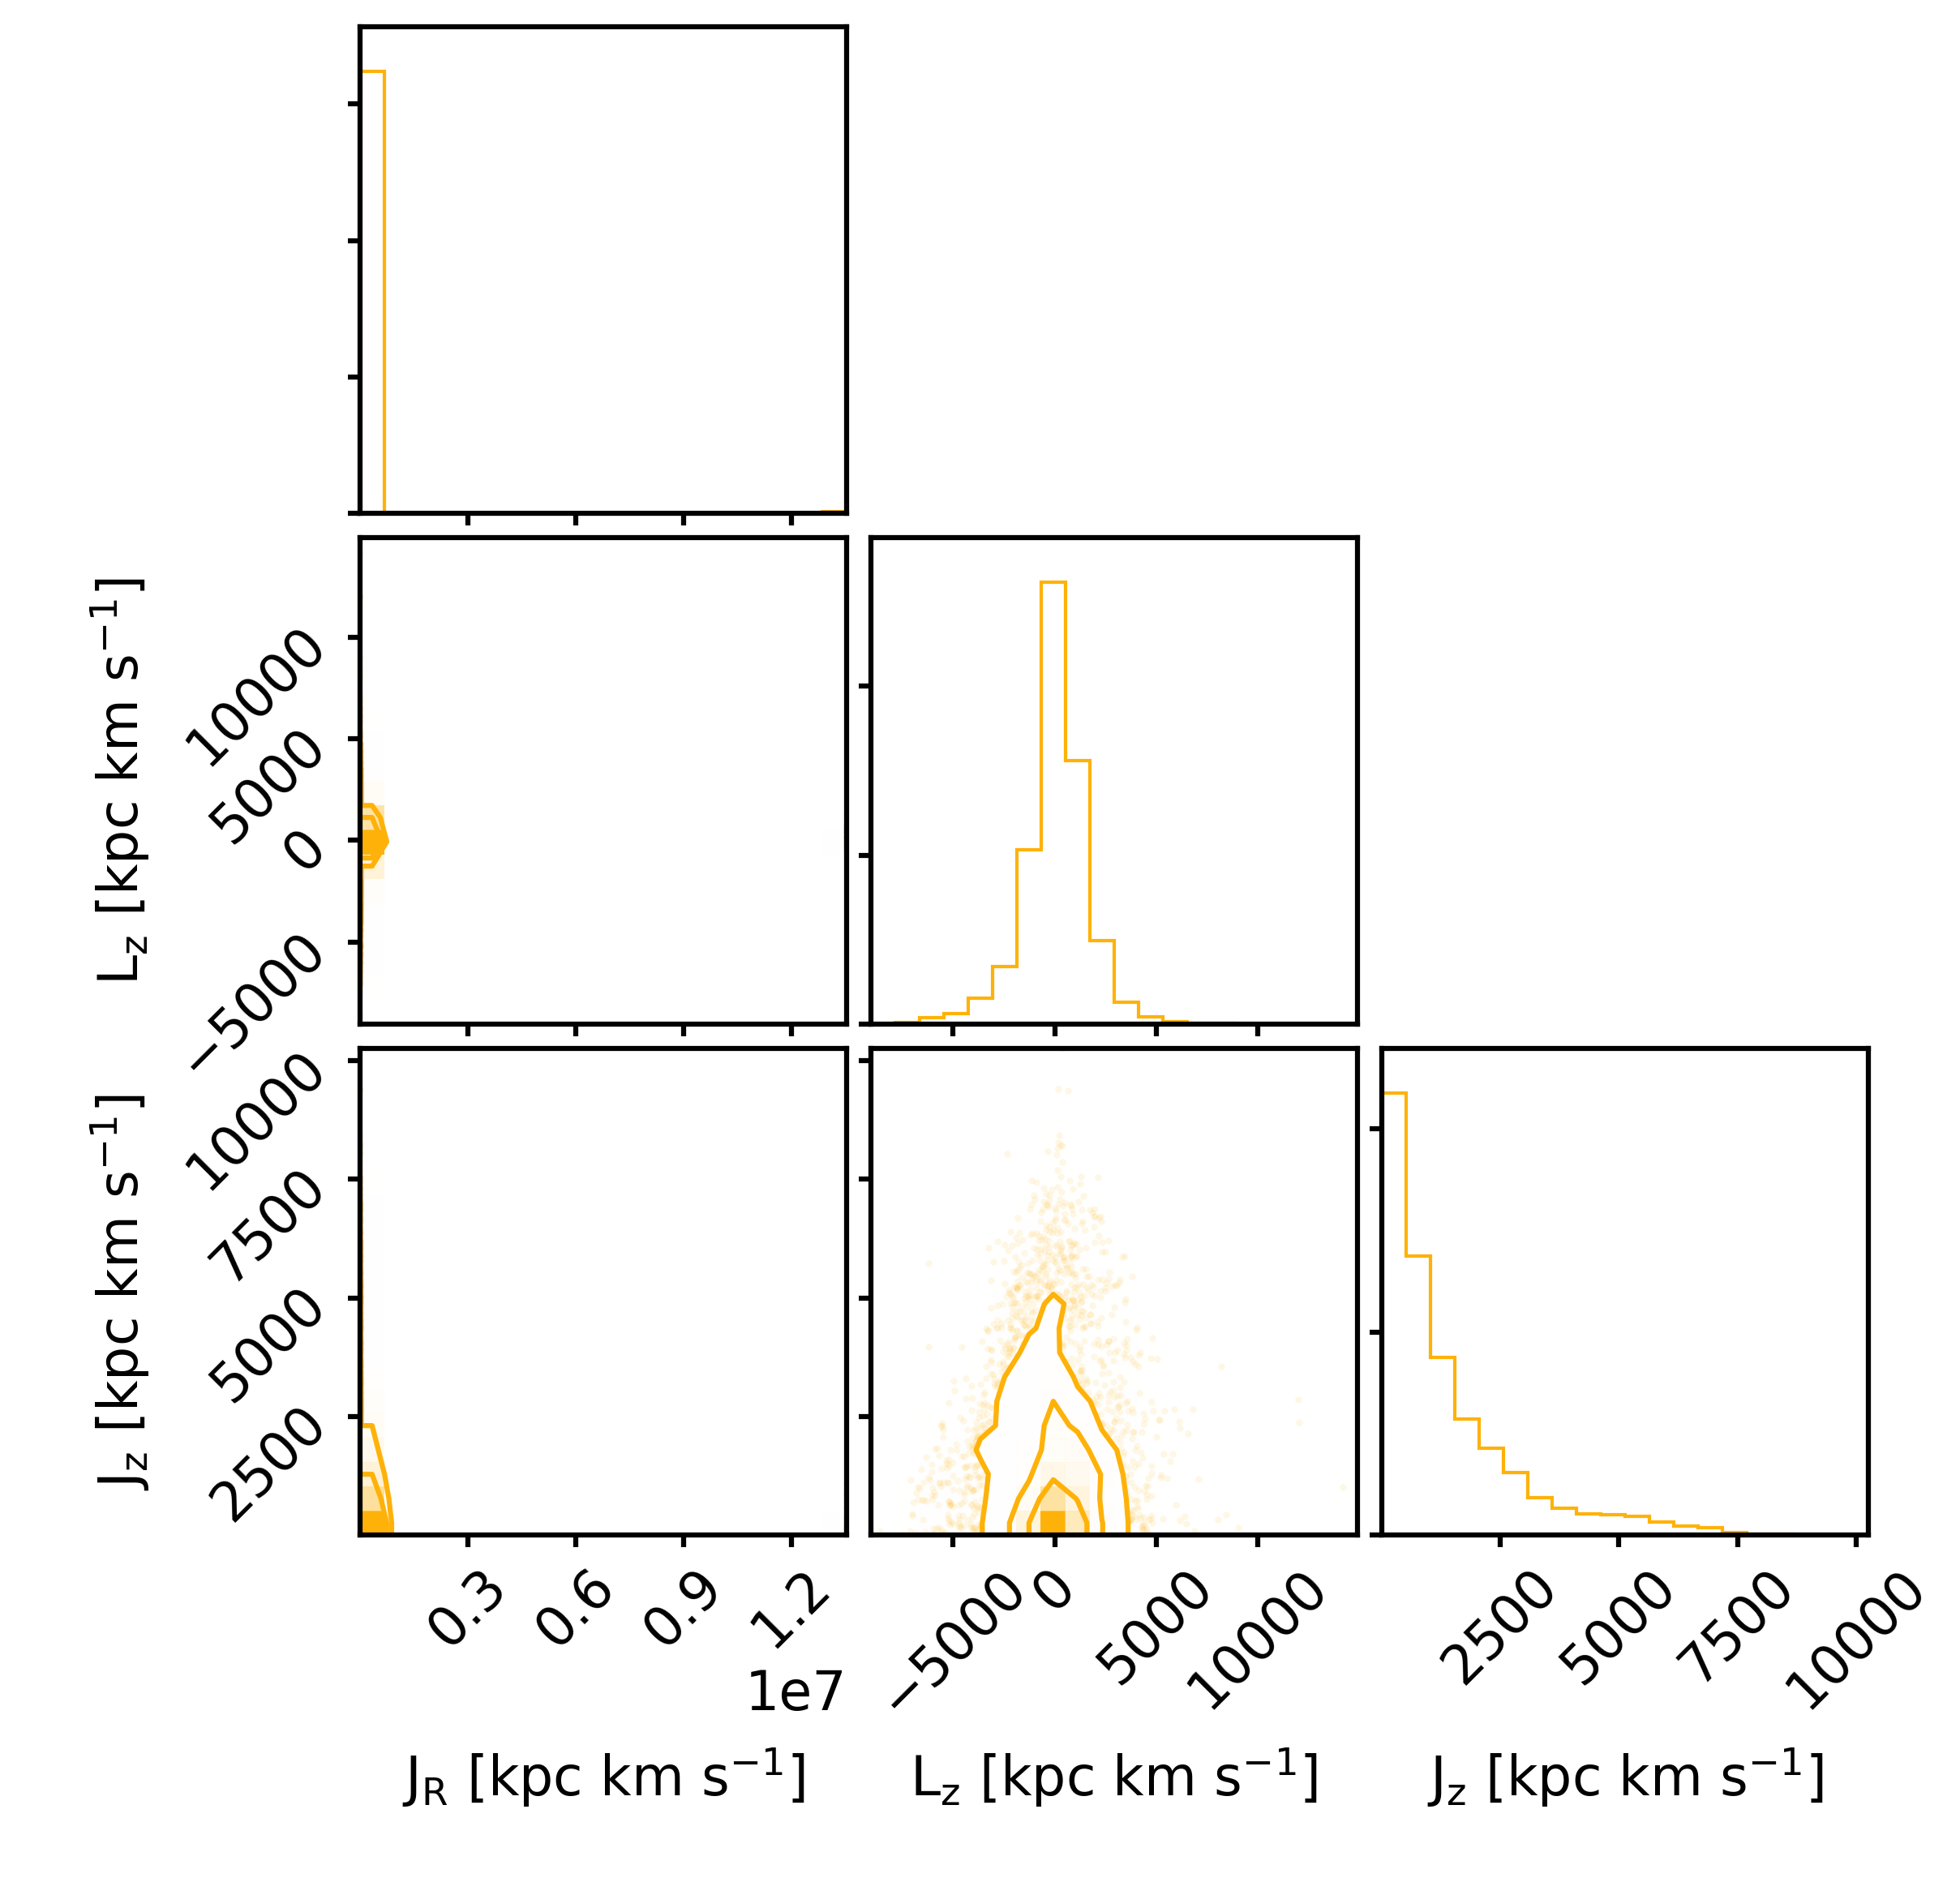 L_z [kpc km s⁻¹]
10000
5000
0
−5000
J_z [kpc km s⁻¹]
10000
7500
5000
2500
0.3 0.6 0.9 1.2
1e7
J_R [kpc km s⁻¹]
−5000 0 5000 10000
L_z [kpc km s⁻¹]
2500 5000 7500 10000
J_z [kpc km s⁻¹]